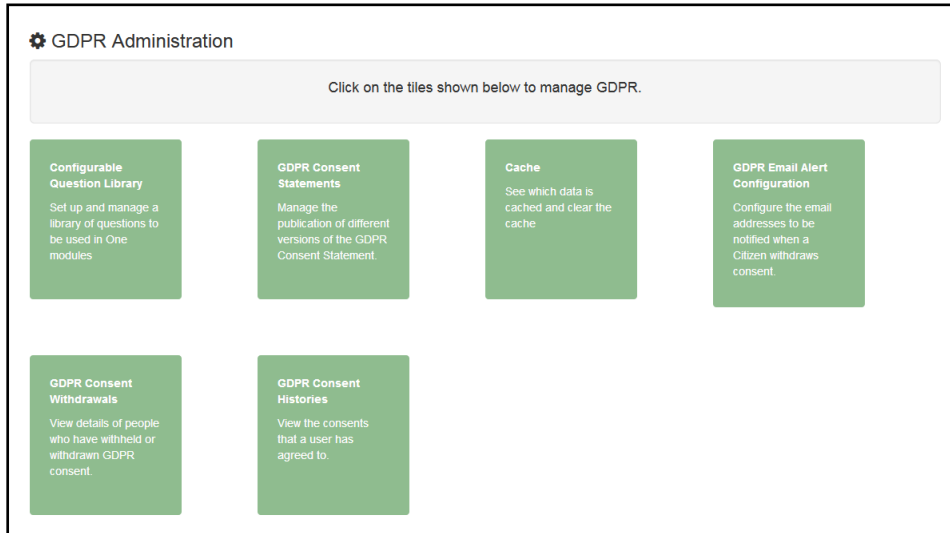 GDPR Administration
Click on the tiles shown below to manage GDPR.
Configurable
Question Library
Set up and manage a
library of questions to
be used in One
modules
GDPR Consent
Statements
Manage the
publication of different
versions of the GDPR
Consent Statement.
Cache
See which data is
cached and clear the
cache
GDPR Email Alert
Configuration
Configure the email
addresses to be
notified when a
Citizen withdraws
consent.
GDPR Consent
Withdrawals
View details of people
who have withheld or
withdrawn GDPR
consent.
GDPR Consent
Histories
View the consents
that a user has
agreed to.